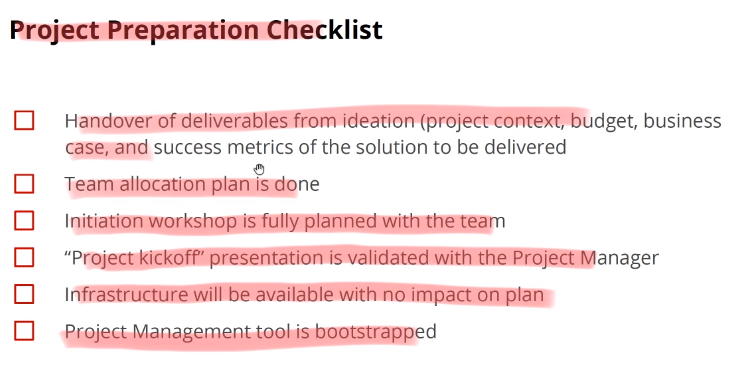 Project Preparation Checklist
Handover of deliverables from ideation (project context, budget, business
case, and success metrics of the solution to be delivered
Team allocation plan is done
Initiation workshop is fully planned with the team
“Project kickoff” presentation is validated with the Project Manager
Infrastructure will be available with no impact on plan
Project Management tool is bootstrapped